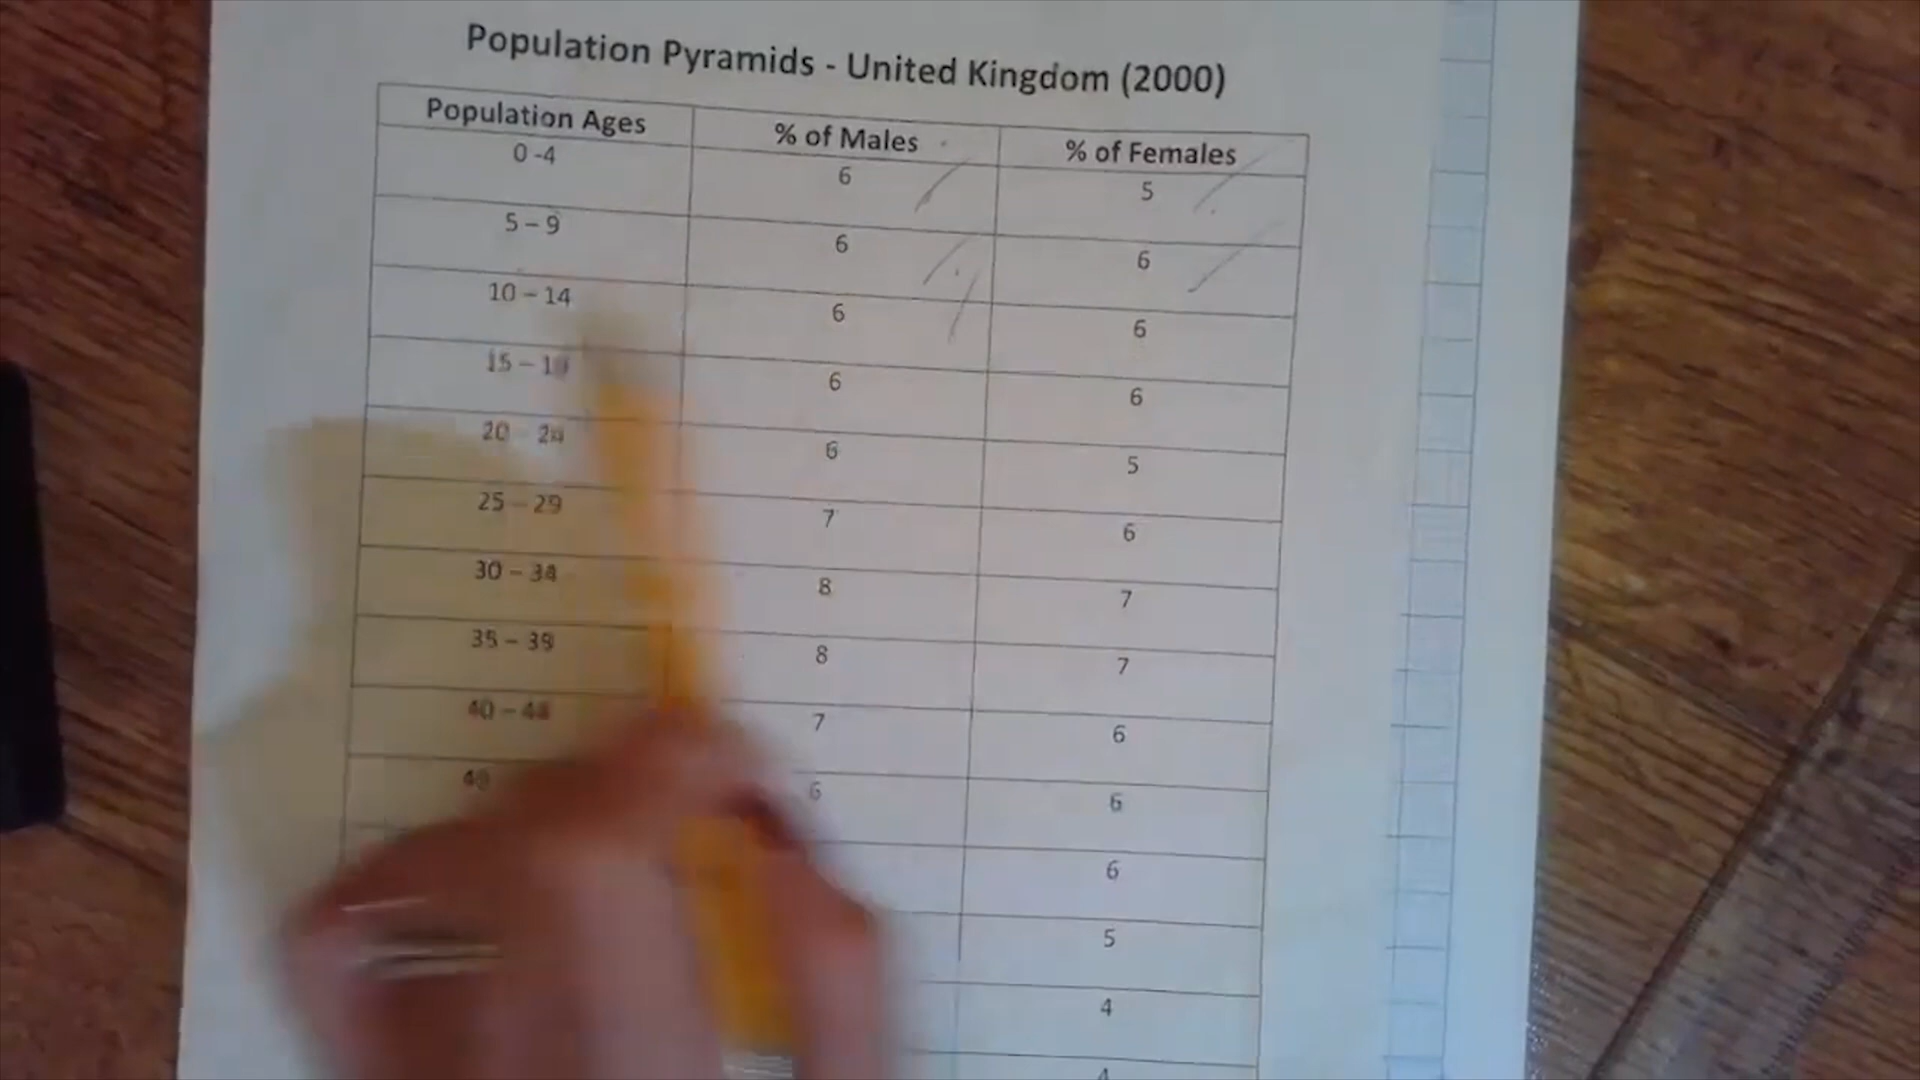 Population Pyramids - United Kingdom (2000)
Population Ages % of Males % of Females
0 -4 6 5
5 – 9 6 6
10 – 14 6 6
15 – 19 6 6
20 – 24 6 5
25 – 29 7 6
30 – 34 8 7
35 – 39 8 7
40 – 44 7 6
6 6
6
5
4
4